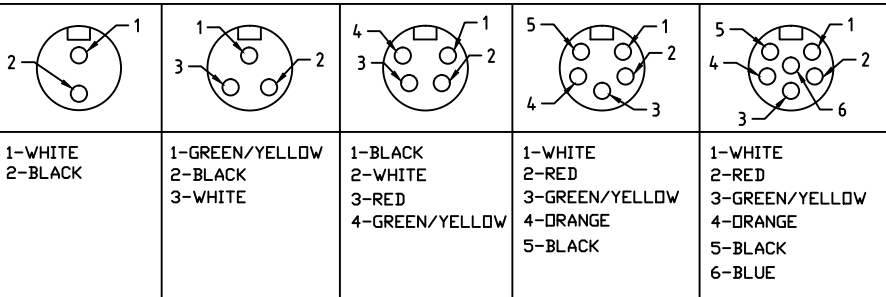 1
2
1
3
2
4
1
3
2
5
1
2
4
3
5
1
4
2
3
6
1-WHITE
2-BLACK
1-GREEN/YELLOW
2-BLACK
3-WHITE
1-BLACK
2-WHITE
3-RED
4-GREEN/YELLOW
1-WHITE
2-RED
3-GREEN/YELLOW
4-ORANGE
5-BLACK
1-WHITE
2-RED
3-GREEN/YELLOW
4-ORANGE
5-BLACK
6-BLUE